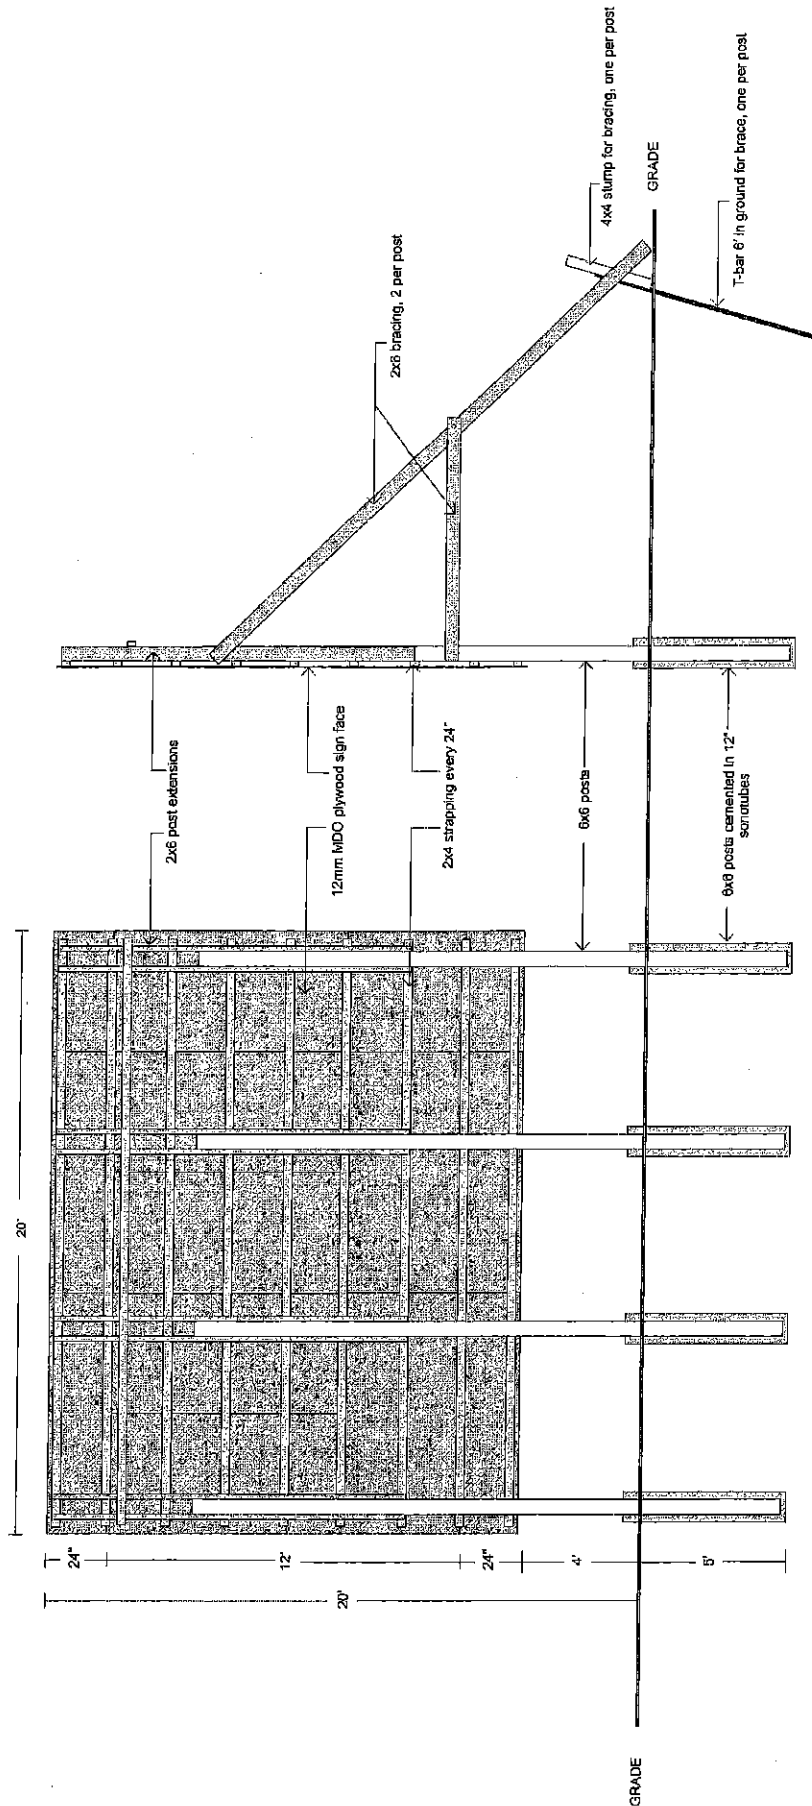 20'
24"
12'
24"
4'
5'
20'
GRADE
2x6 post extensions
12mm MDO plywood sign face
2x4 strapping every 24"
6x6 posts
6x6 posts cemented in 12"
sonotubes
2x6 bracing, 2 per post
4x4 stump for bracing, one per post
GRADE
T-bar 6' in ground for brace, one per post